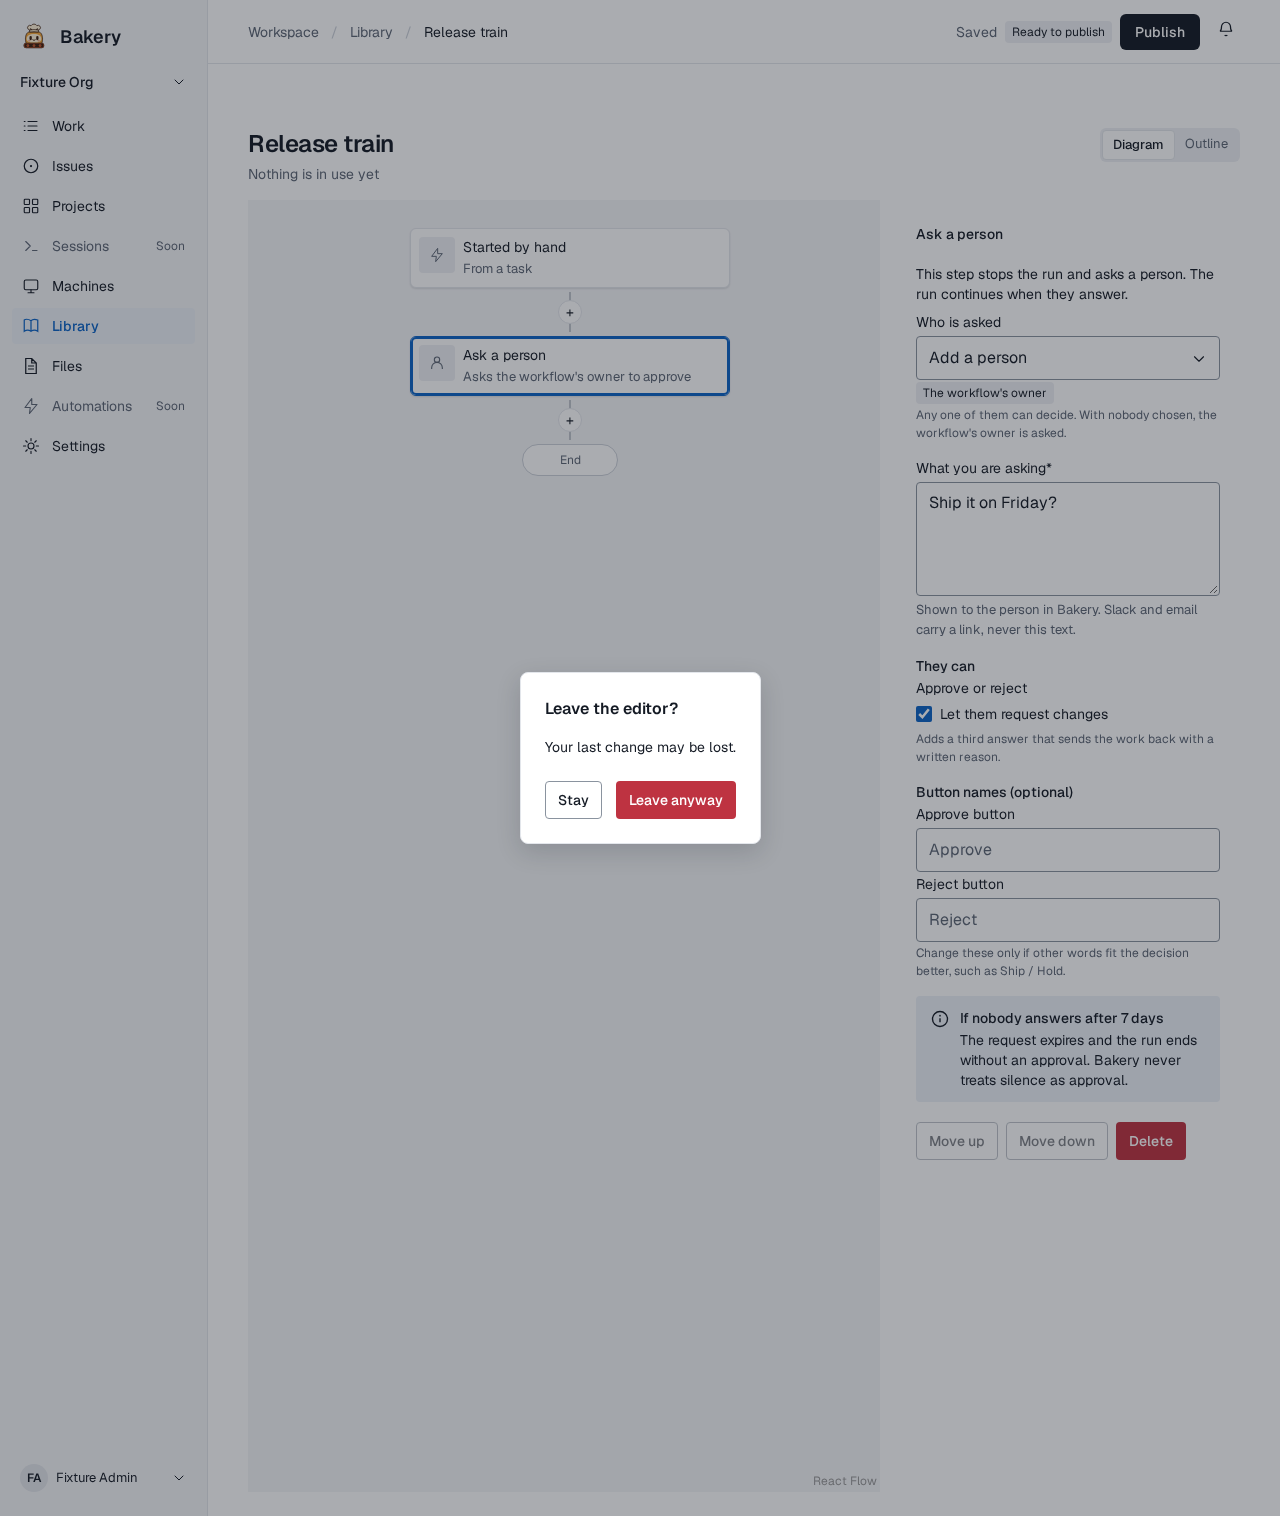 Bakery
Fixture Org
Work
Issues
Projects
Sessions Soon
Machines
Library
Files
Automations Soon
Settings
FA Fixture Admin
Workspace / Library / Release train
Saved Ready to publish Publish
Release train
Nothing is in use yet
Diagram Outline
Started by hand
From a task
+
Ask a person
Asks the workflow's owner to approve
+
End
React Flow
Ask a person
This step stops the run and asks a person. The
run continues when they answer.
Who is asked
Add a person
The workflow's owner
Any one of them can decide. With nobody chosen, the
workflow's owner is asked.
What you are asking*
Ship it on Friday?
Shown to the person in Bakery. Slack and email
carry a link, never this text.
They can
Approve or reject
Let them request changes
Adds a third answer that sends the work back with a
written reason.
Button names (optional)
Approve button
Approve
Reject button
Reject
Change these only if other words fit the decision
better, such as Ship / Hold.
If nobody answers after 7 days
The request expires and the run ends
without an approval. Bakery never
treats silence as approval.
Move up Move down Delete
Leave the editor?
Your last change may be lost.
Stay Leave anyway